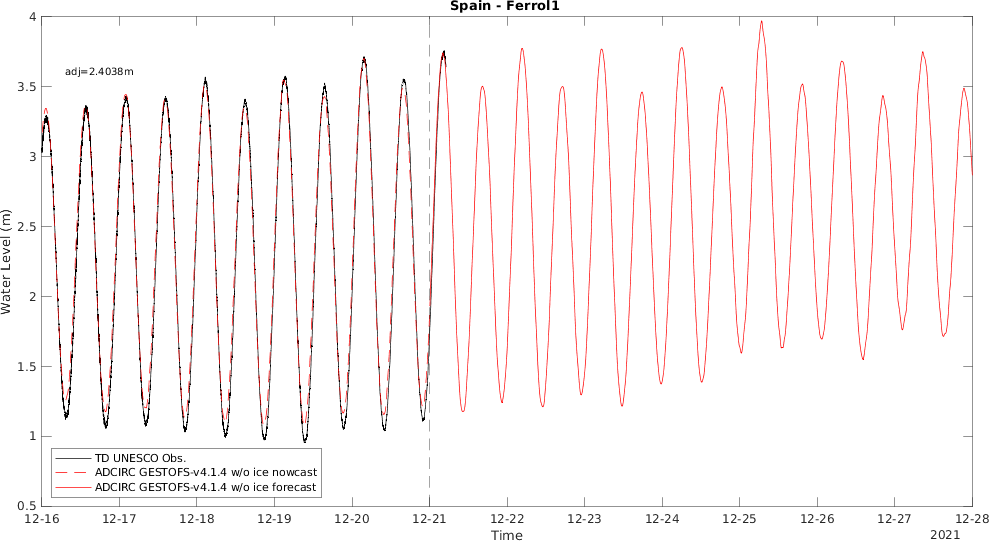 Spain - Ferrol1
4
3.5
3
2.5
2
1.5
1
0.5
Water Level (m)
adj=2.4038m
TD UNESCO Obs.
ADCIRC GESTOFS-v4.1.4 w/o ice nowcast
ADCIRC GESTOFS-v4.1.4 w/o ice forecast
12-16 12-17 12-18 12-19 12-20 12-21 12-22 12-23 12-24 12-25 12-26 12-27 12-28
Time
2021